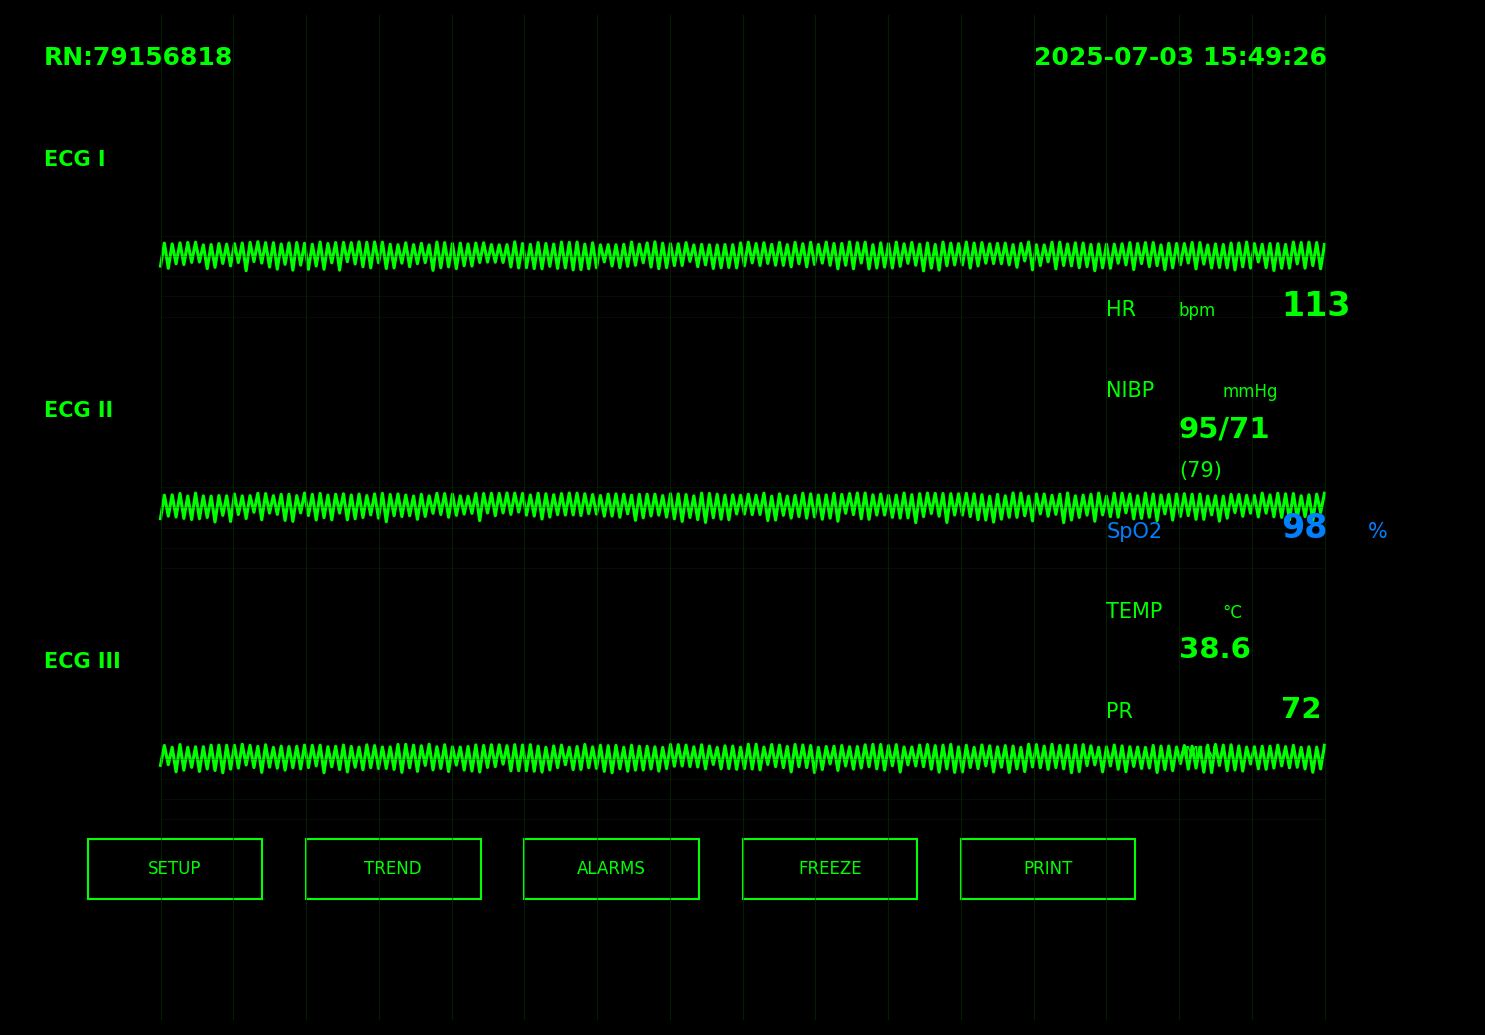 RN:79156818 2025-07-03 15:49:26
ECG I
HR bpm 113
NIBP mmHg
ECG II
95/71
(79)
SpO2 98 %
TEMP °C
38.6
ECG III
PR 72
SETUP TREND ALARMS FREEZE PRINT